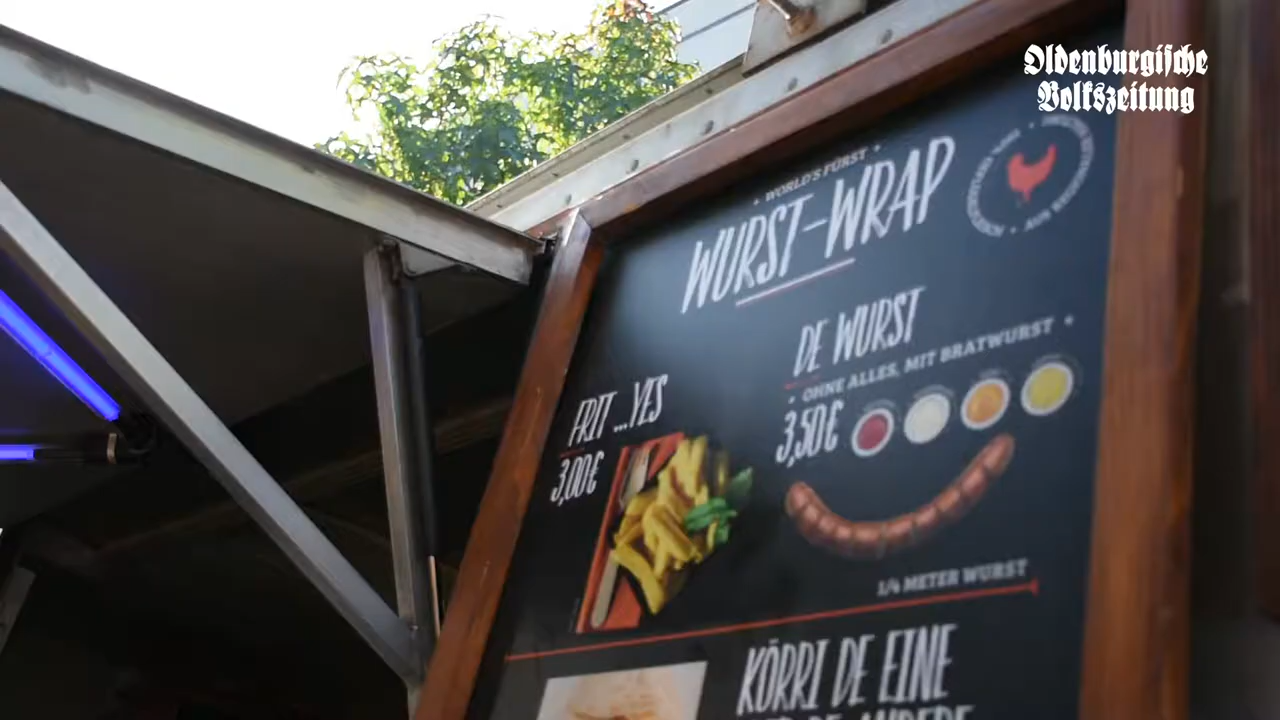 Oldenburgische
Volkszeitung
WORLD'S FÜRST
WURST-WRAP
DE WURST
OHNE ALLES, MIT BRATWURST
3,50€
FRIT ...YES
3,00€
1/4 METER WURST
KÖRRI DE EINE